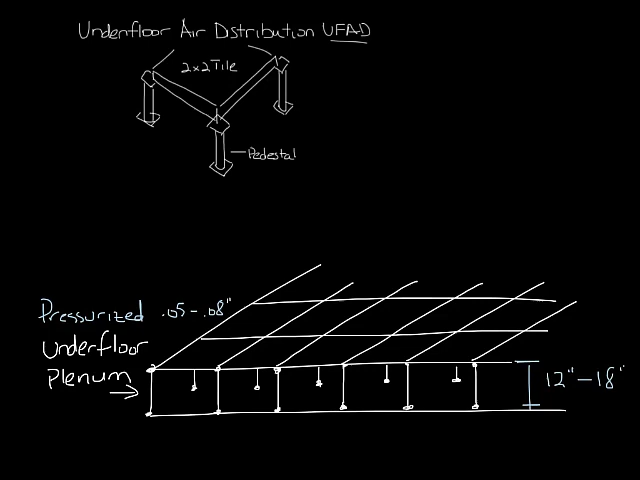 Underfloor Air Distribution UFAD
2x2 Tile
Pedestal
Pressurized .05-.08"
Underfloor
Plenum
12"-18"